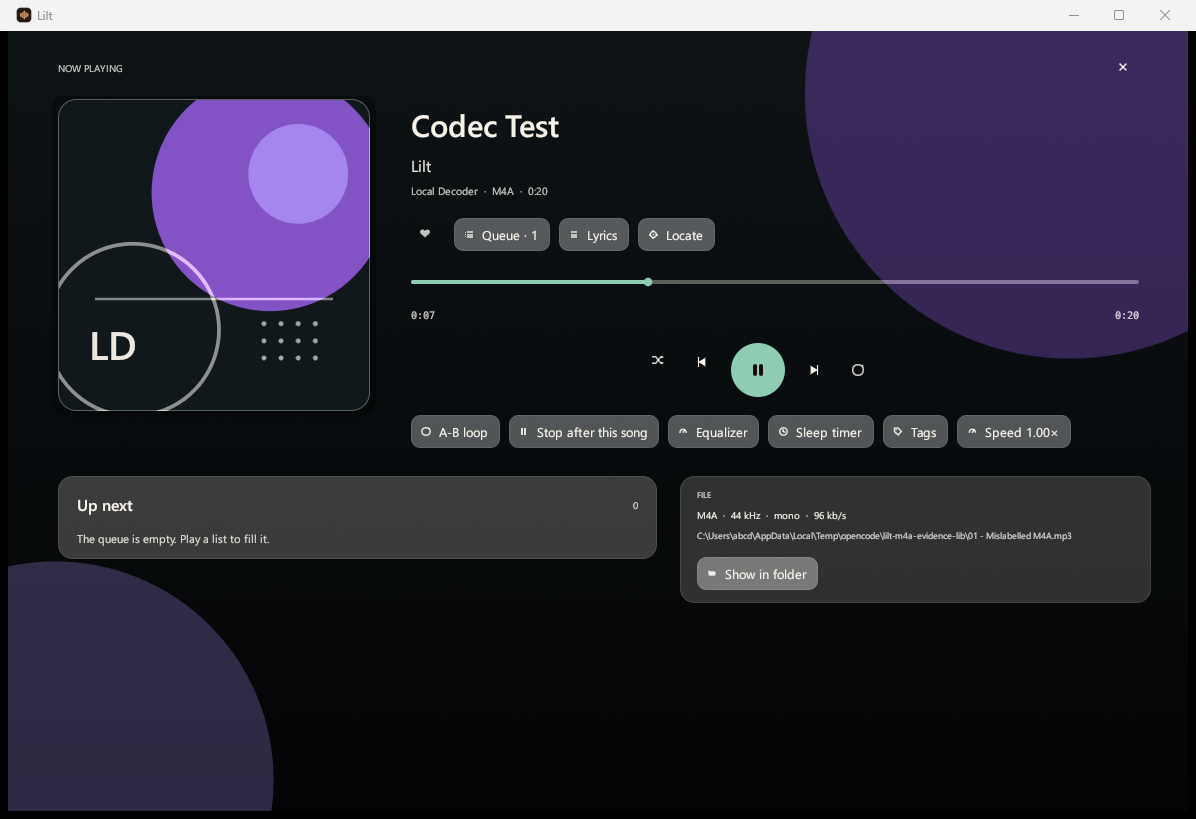 Lilt
NOW PLAYING
LD
Codec Test
Lilt
Local Decoder · M4A · 0:20
Queue · 1
Lyrics
Locate
0:07
0:20
A-B loop
Stop after this song
Equalizer
Sleep timer
Tags
Speed 1.00×
Up next
0
The queue is empty. Play a list to fill it.
FILE
M4A · 44 kHz · mono · 96 kb/s
C:\Users\abcd\AppData\Local\Temp\opencode\lilt-m4a-evidence-lib\01 - Mislabelled M4A.mp3
Show in folder